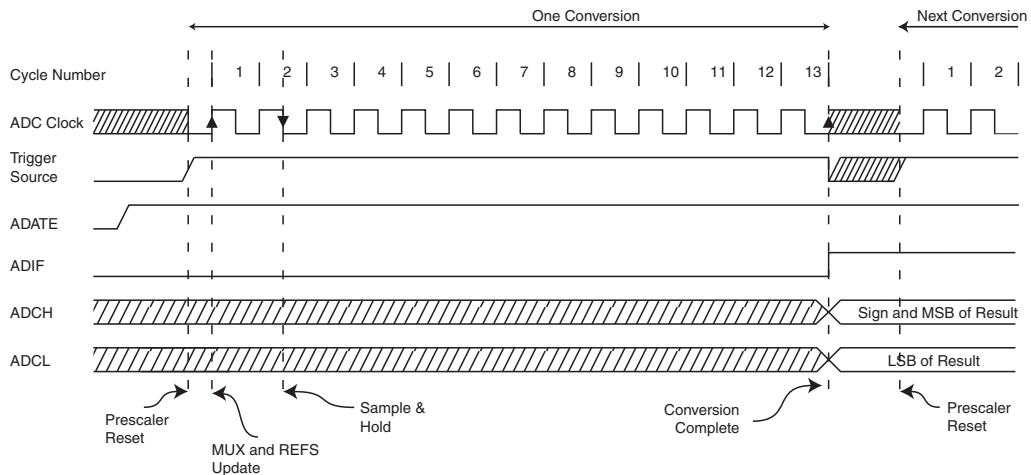 One Conversion
Next Conversion
Cycle Number
1 2 3 4 5 6 7 8 9 10 11 12 13 1 2
ADC Clock
Trigger
Source
ADATE
ADIF
ADCH
Sign and MSB of Result
ADCL
LSB of Result
Prescaler
Reset
MUX and REFS
Update
Sample &
Hold
Conversion
Complete
Prescaler
Reset